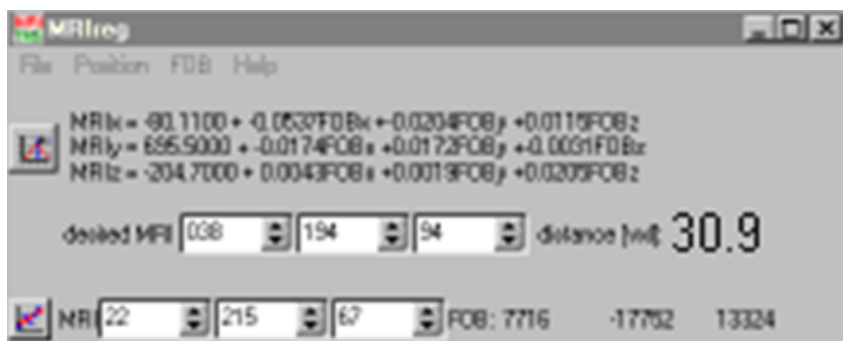 MRIreg
File Position FOB Help
MRIx = -80.1100 + -0.0537FOBx +-0.0204FOBy +0.0116FOBz
MRIy = 695.5000 + -0.0174FOBx +0.0172FOBy +-0.0031FOBz
MRIz = -204.7000 + 0.0043FOBx +0.0019FOBy +0.0205FOBz
desired MRI 038 194 94 distance 30.9
MRI 22 215 67 FOB: 7716 -17762 13324